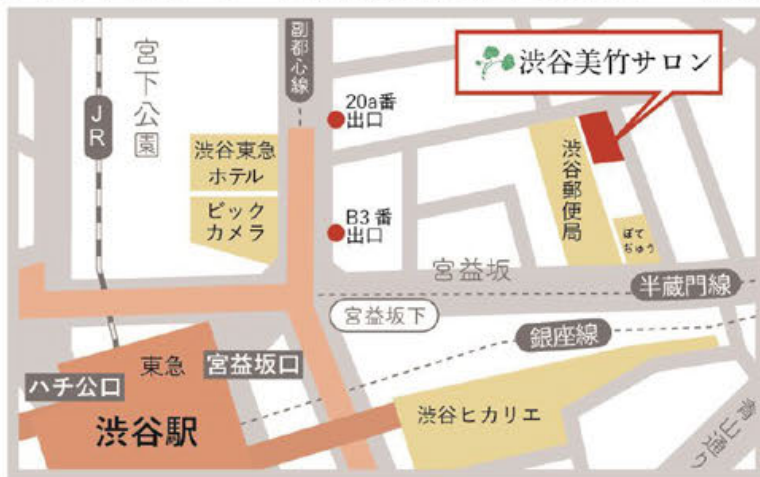 副都心線
宮下公園
JR
渋谷美竹サロン
20a番
出口
渋谷東急
ホテル
ビック
カメラ
B3番
出口
渋谷郵便局
ぼて
ぢゅう
宮益坂
半蔵門線
宮益坂下
銀座線
東急
宮益坂口
ハチ公口
渋谷駅
渋谷ヒカリエ
青山通り